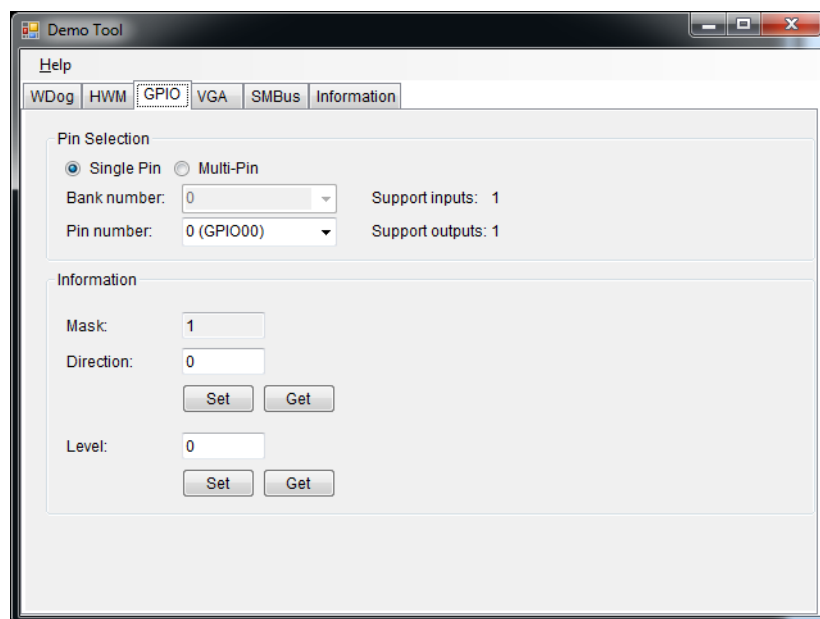 Demo Tool
Help
WDog HWM GPIO VGA SMBus Information
Pin Selection
Single Pin Multi-Pin
Bank number: 0 Support inputs: 1
Pin number: 0 (GPIO00) Support outputs: 1
Information
Mask: 1
Direction: 0
Set Get
Level: 0
Set Get